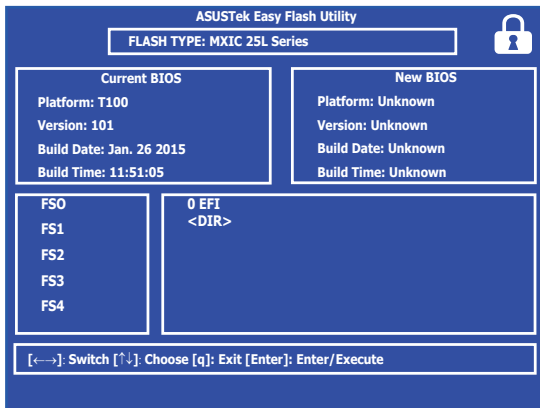 ASUSTek Easy Flash Utility
FLASH TYPE: MXIC 25L Series
Current BIOS
Platform: T100
Version: 101
Build Date: Jan. 26 2015
Build Time: 11:51:05
New BIOS
Platform: Unknown
Version: Unknown
Build Date: Unknown
Build Time: Unknown
FSO
FS1
FS2
FS3
FS4
0 EFI
<DIR>
[←→]: Switch [↑↓]: Choose [q]: Exit [Enter]: Enter/Execute